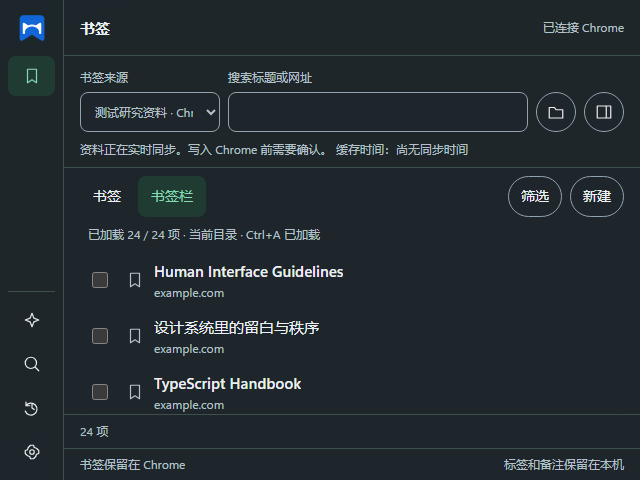 书签
已连接 Chrome
书签来源
搜索标题或网址
测试研究资料 · Chr
资料正在实时同步。写入 Chrome 前需要确认。 缓存时间：尚无同步时间
书签
书签栏
筛选
新建
已加载 24 / 24 项 · 当前目录 · Ctrl+A 已加载
Human Interface Guidelines
example.com
设计系统里的留白与秩序
example.com
TypeScript Handbook
example.com
24 项
书签保留在 Chrome
标签和备注保留在本机